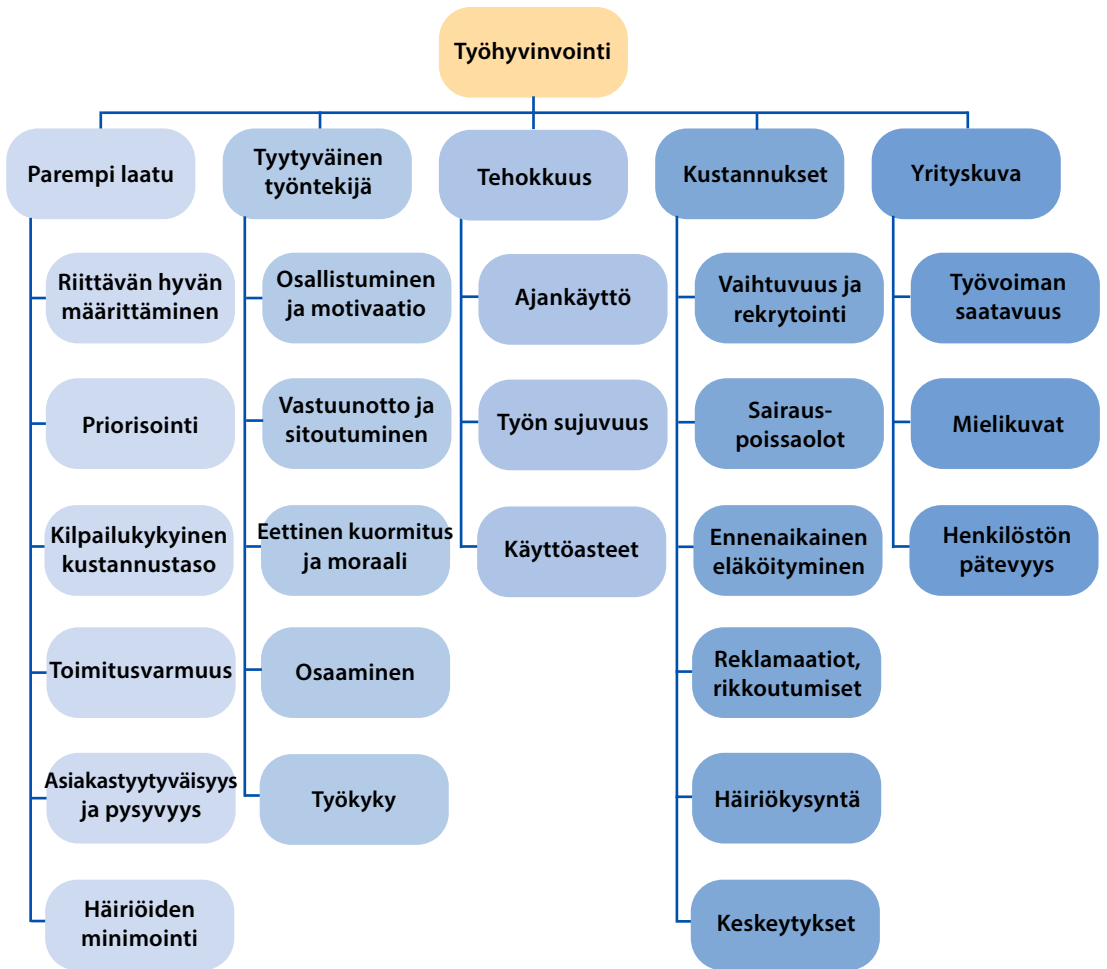 Työhyvinvointi
Parempi laatu
Tyytyväinen
työntekijä
Tehokkuus
Kustannukset
Yrityskuva
Riittävän hyvän
määrittäminen
Priorisointi
Kilpailukykyinen
kustannustaso
Toimitusvarmuus
Asiakastyytyväisyys
ja pysyvyys
Häiriöiden
minimointi
Osallistuminen
ja motivaatio
Vastuunotto ja
sitoutuminen
Eettinen kuormitus
ja moraali
Osaaminen
Työkyky
Ajankäyttö
Työn sujuvuus
Käyttöasteet
Vaihtuvuus ja
rekrytointi
Sairaus-
poissaolot
Ennenaikainen
eläköityminen
Reklamaatiot,
rikkoutumiset
Häiriökysyntä
Keskeytykset
Työvoiman
saatavuus
Mielikuvat
Henkilöstön
pätevyys